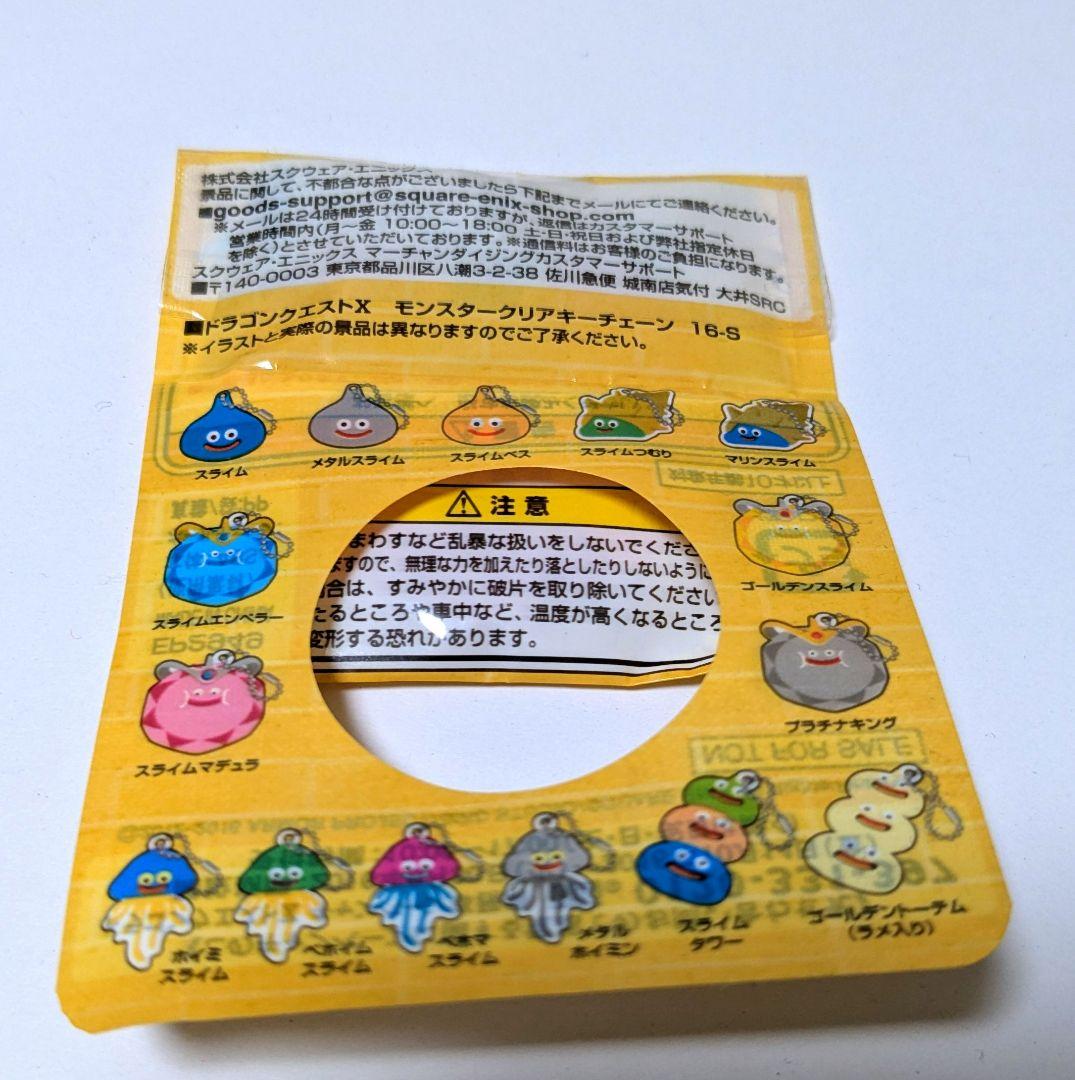 株式会社スクウェア・エニックス
景品に関して、不都合な点がございましたら下記までメールにてご連絡ください。
■goods-support@square-enix-shop.com
※メールは24時間受け付けておりますが、返信はカスタマーサポート
営業時間内(月〜金 10:00〜18:00 土・日・祝日および弊社指定休日
を除く)とさせていただいております。※通信料はお客様のご負担になります。
スクウェア・エニックス マーチャンダイジングカスタマーサポート
■〒140-0003 東京都品川区八潮3-2-38 佐川急便 城南店気付 大井SRC
■ドラゴンクエストX モンスタークリアキーチェーン 16-S
※イラストと実際の景品は異なりますのでご了承ください。
スライム
メタルスライム
スライムベス
スライムつむり
マリンスライム
対象年齢10才以上
⚠注意
まわすなど乱暴な扱いをしないでくださ
ますので、無理な力を加えたり落としたりしないように
合は、すみやかに破片を取り除いてください
たるところや車中など、温度が高くなるところ
変形する恐れがあります。
スライムエンペラー
ゴールデンスライム
EP2949
スライムマデュラ
プラチナキング
NOT FOR SALE
ホイミ
スライム
ベホイム
スライム
ベホマ
スライム
メタル
ホイミン
スライム
タワー
ゴールデントーテム
(ラメ入り)